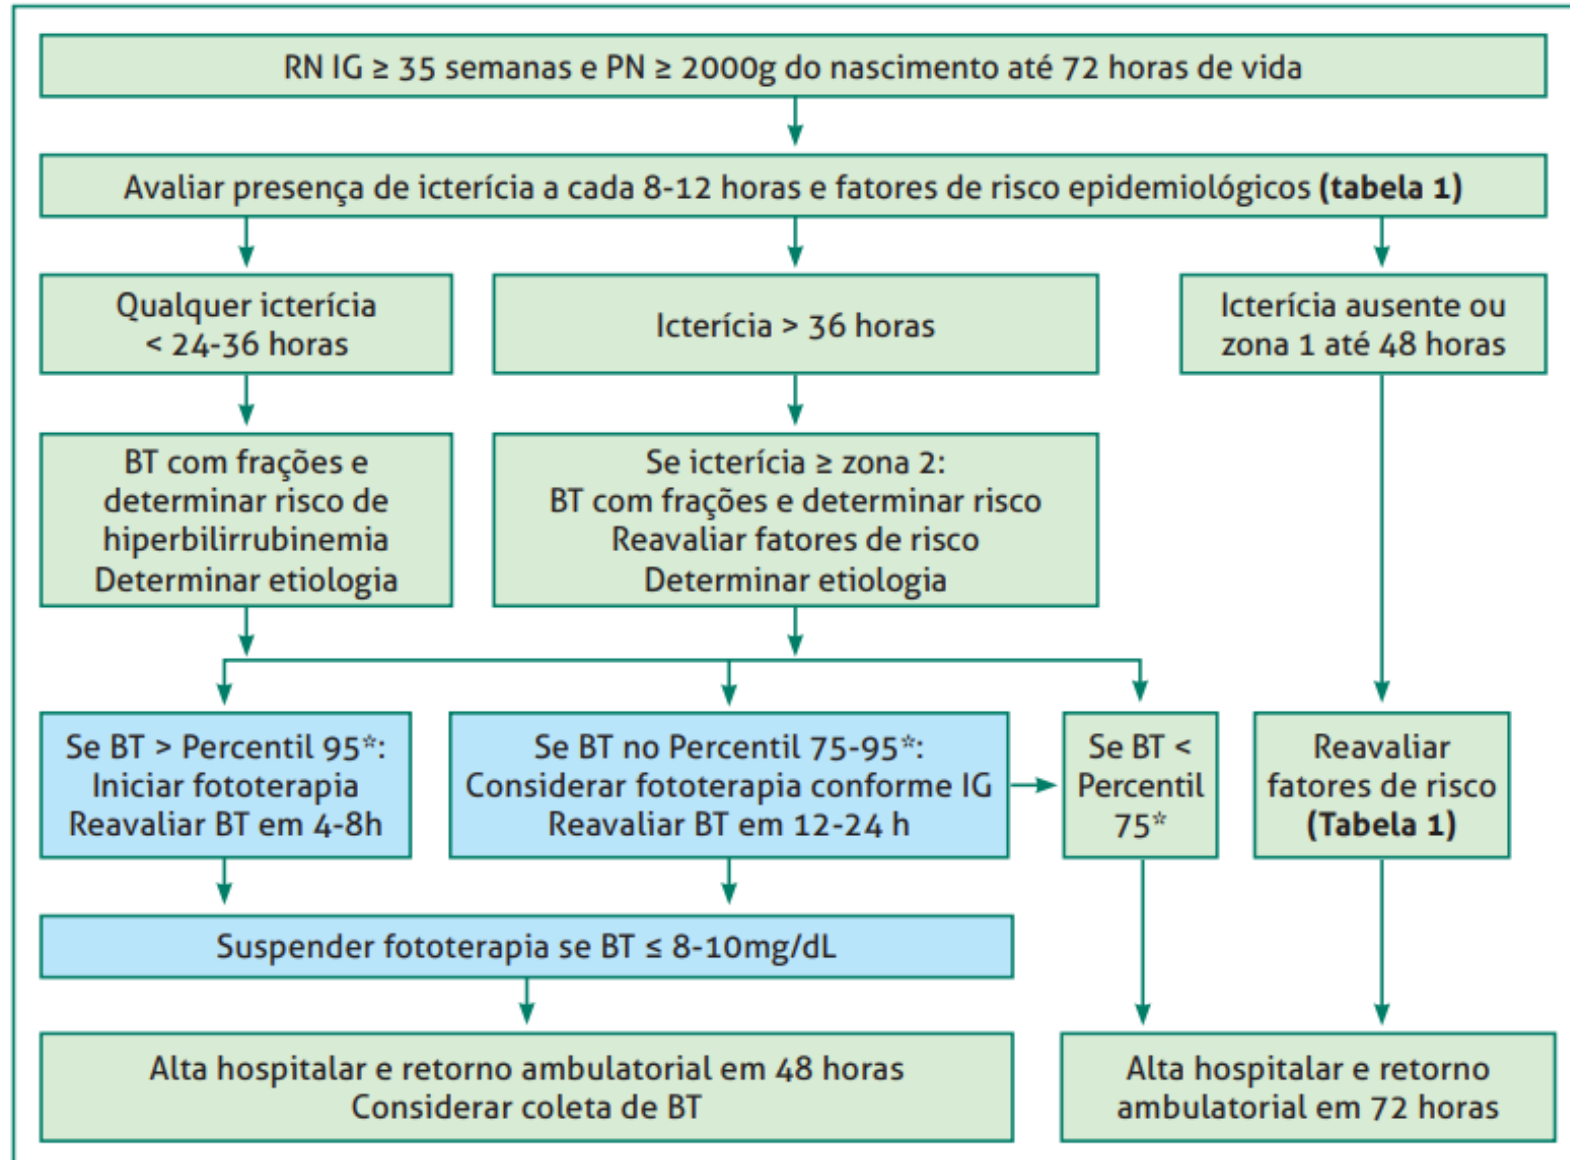 RN IG ≥ 35 semanas e PN ≥ 2000g do nascimento até 72 horas de vida
Avaliar presença de icterícia a cada 8-12 horas e fatores de risco epidemiológicos (tabela 1)
Qualquer icterícia
< 24-36 horas
Icterícia > 36 horas
Icterícia ausente ou
zona 1 até 48 horas
BT com frações e
determinar risco de
hiperbilirrubinemia
Determinar etiologia
Se icterícia ≥ zona 2:
BT com frações e determinar risco
Reavaliar fatores de risco
Determinar etiologia
Se BT > Percentil 95*:
Iniciar fototerapia
Reavaliar BT em 4-8h
Se BT no Percentil 75-95*:
Considerar fototerapia conforme IG
Reavaliar BT em 12-24 h
Se BT <
Percentil
75*
Reavaliar
fatores de risco
(Tabela 1)
Suspender fototerapia se BT ≤ 8-10mg/dL
Alta hospitalar e retorno ambulatorial em 48 horas
Considerar coleta de BT
Alta hospitalar e retorno
ambulatorial em 72 horas